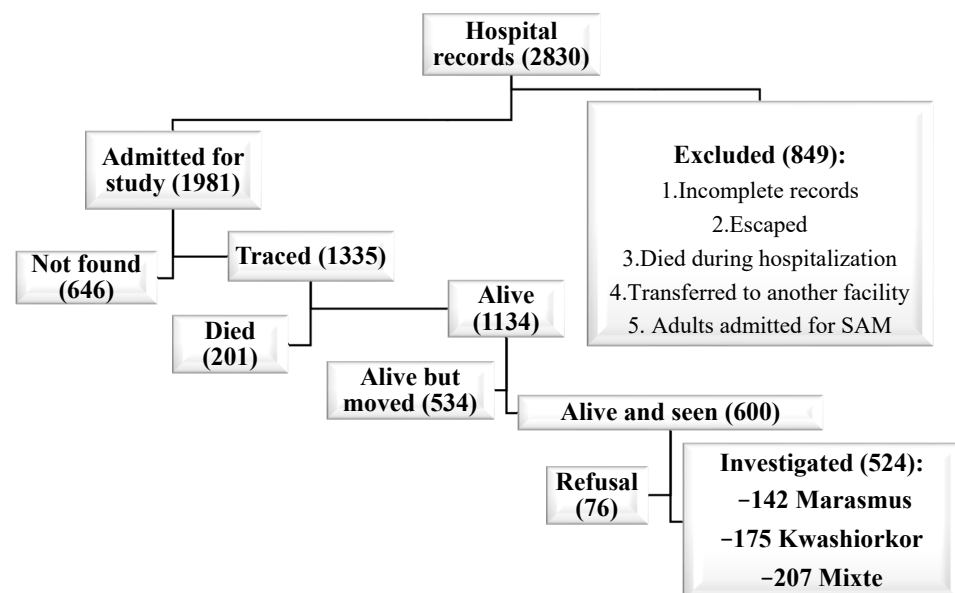 Hospital
records (2830)
Admitted for
study (1981)
Excluded (849):
1.Incomplete records
2.Escaped
3.Died during hospitalization
4.Transferred to another facility
5. Adults admitted for SAM
Not found
(646)
Traced (1335)
Died
(201)
Alive
(1134)
Alive but
moved (534)
Alive and seen (600)
Refusal
(76)
Investigated (524):
−142 Marasmus
−175 Kwashiorkor
−207 Mixte